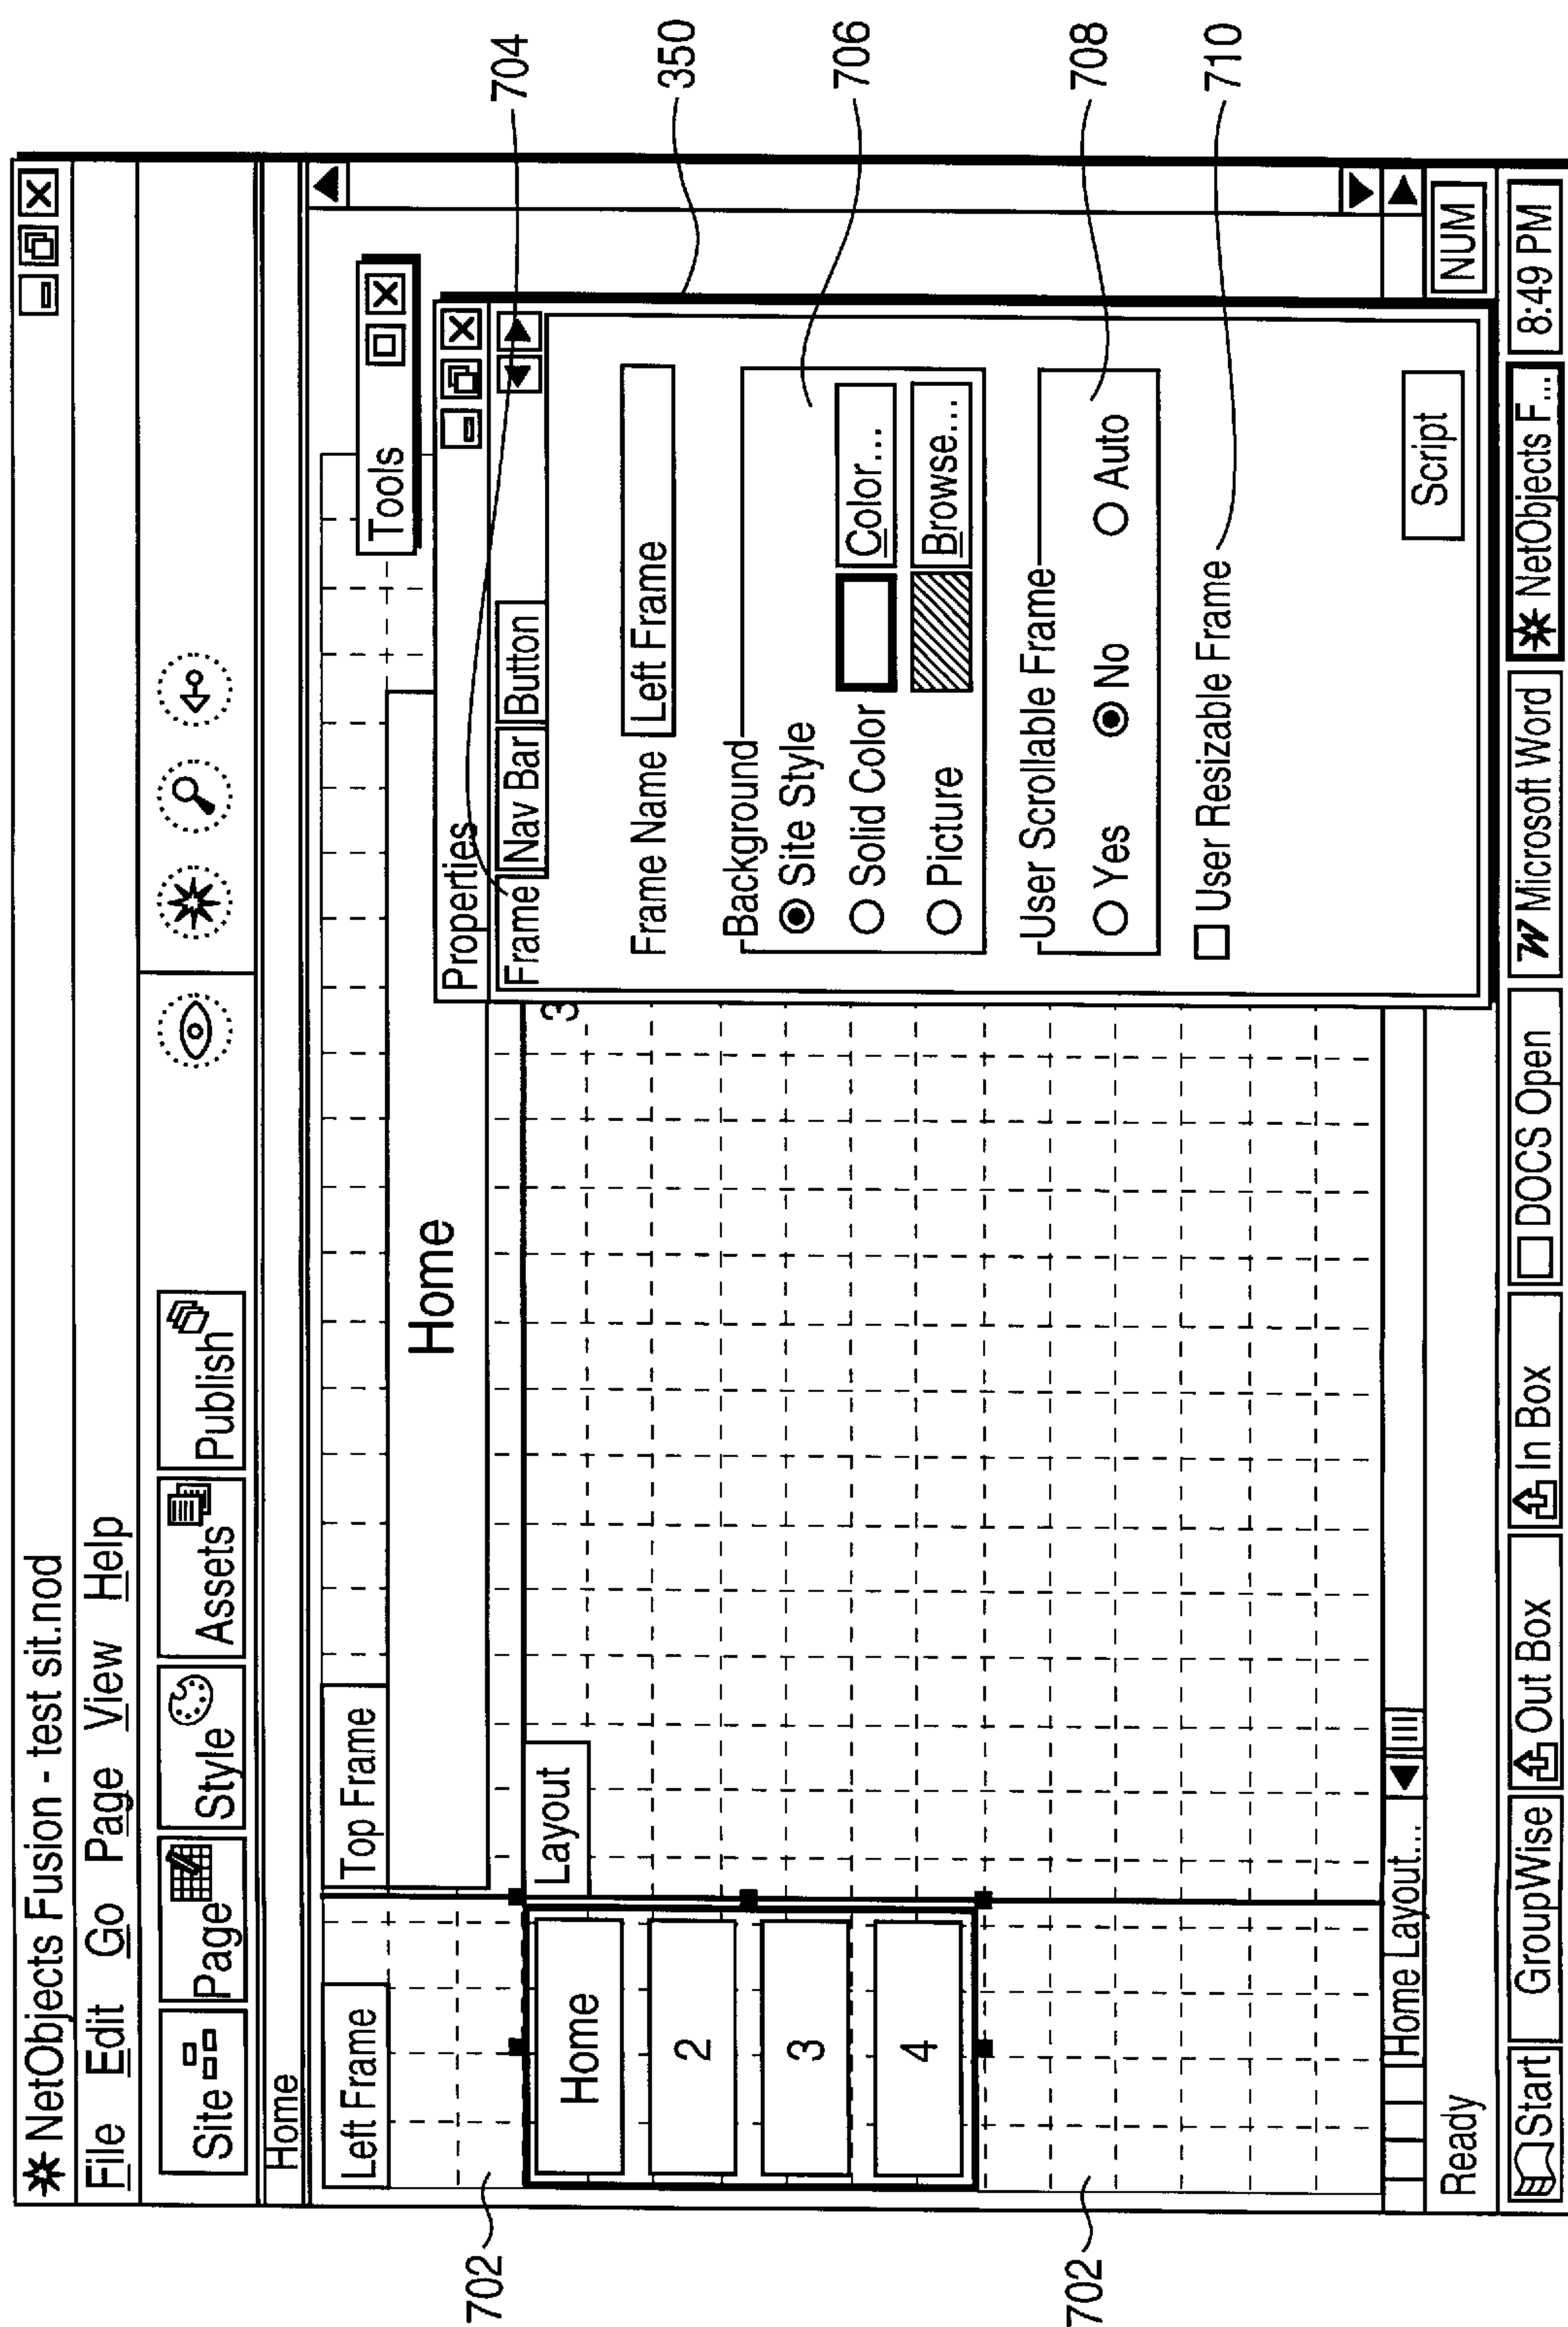 NetObjects Fusion - test sit.nod
File Edit Go Page View Help
Site Page Style Assets Publish
Home
Left Frame
Top Frame
Tools
Home
Layout
Home
2
3
4
3
Properties
Frame Nav Bar Button
Frame Name Left Frame
Background
Site Style
Solid Color Color...
Picture Browse...
User Scrollable Frame
Yes No Auto
User Resizable Frame
Script
Home Layout...
Ready
NUM
Start GroupWise Out Box In Box DOCS Open W Microsoft Word NetObjects F... 8:49 PM
702
702
704
350
706
708
710